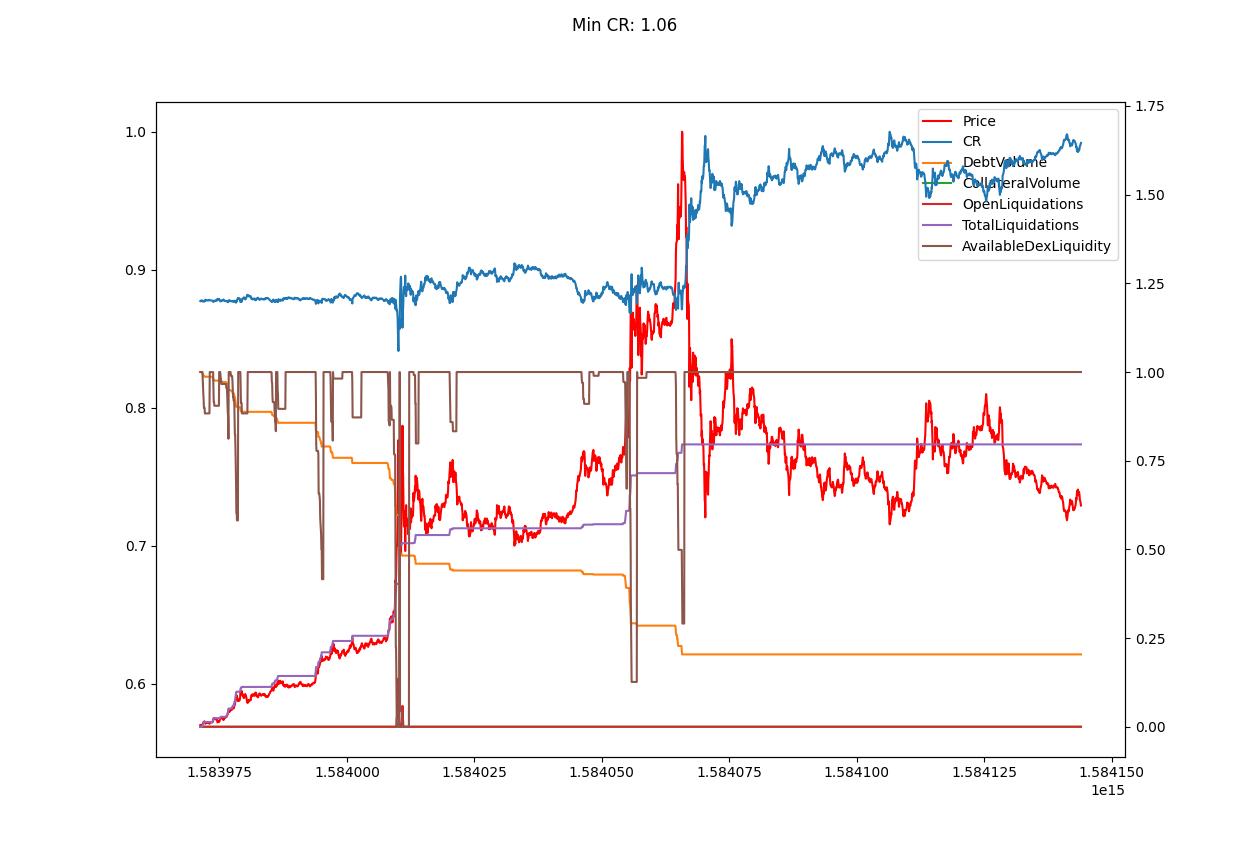 Min CR: 1.06
1.0
0.9
0.8
0.7
0.6
1.75
1.50
1.25
1.00
0.75
0.50
0.25
0.00
Price
CR
DebtVolume
CollateralVolume
OpenLiquidations
TotalLiquidations
AvailableDexLiquidity
1.583975 1.584000 1.584025 1.584050 1.584075 1.584100 1.584125 1.584150
1e15